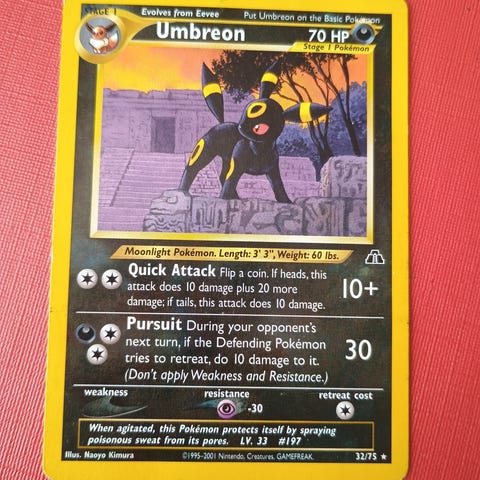 STAGE 1 Evolves from Eevee Put Umbreon on the Basic Pokémon
Umbreon 70 HP
Stage 1 Pokémon
Moonlight Pokémon. Length: 3' 3", Weight: 60 lbs.
Quick Attack Flip a coin. If heads, this
attack does 10 damage plus 20 more
damage; if tails, this attack does 10 damage.
10+
Pursuit During your opponent's
next turn, if the Defending Pokémon
tries to retreat, do 10 damage to it.
(Don't apply Weakness and Resistance.)
30
weakness resistance retreat cost
-30
When agitated, this Pokémon protects itself by spraying
poisonous sweat from its pores. LV. 33 #197
Illus. Naoyo Kimura ©1995-2001 Nintendo, Creatures, GAMEFREAK. 32/75 ★